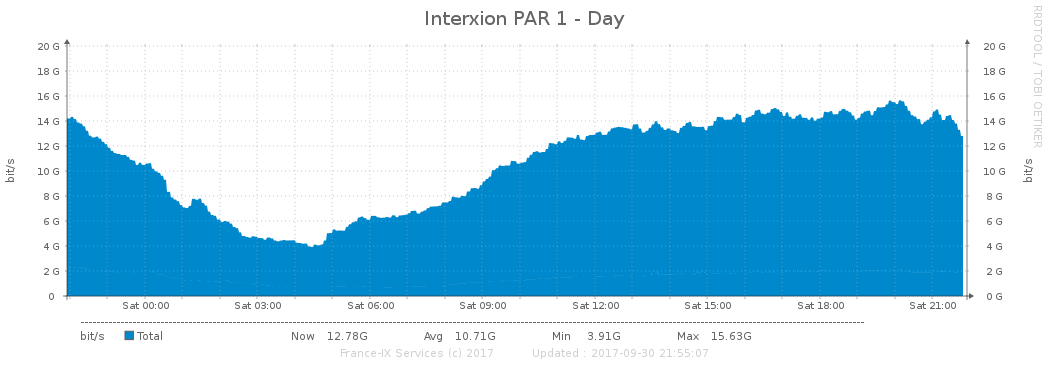 Interxion PAR 1 - Day
RRDTOOL / TOBI OETIKER
bit/s
20 G 20 G
18 G 18 G
16 G 16 G
14 G 14 G
12 G 12 G
10 G 10 G
8 G 8 G
6 G 6 G
4 G 4 G
2 G 2 G
0 0 G
bit/s
Sat 00:00 Sat 03:00 Sat 06:00 Sat 09:00 Sat 12:00 Sat 15:00 Sat 18:00 Sat 21:00
bit/s Total Now 12.78G Avg 10.71G Min 3.91G Max 15.63G
France-IX Services (c) 2017 Updated : 2017-09-30 21:55:07